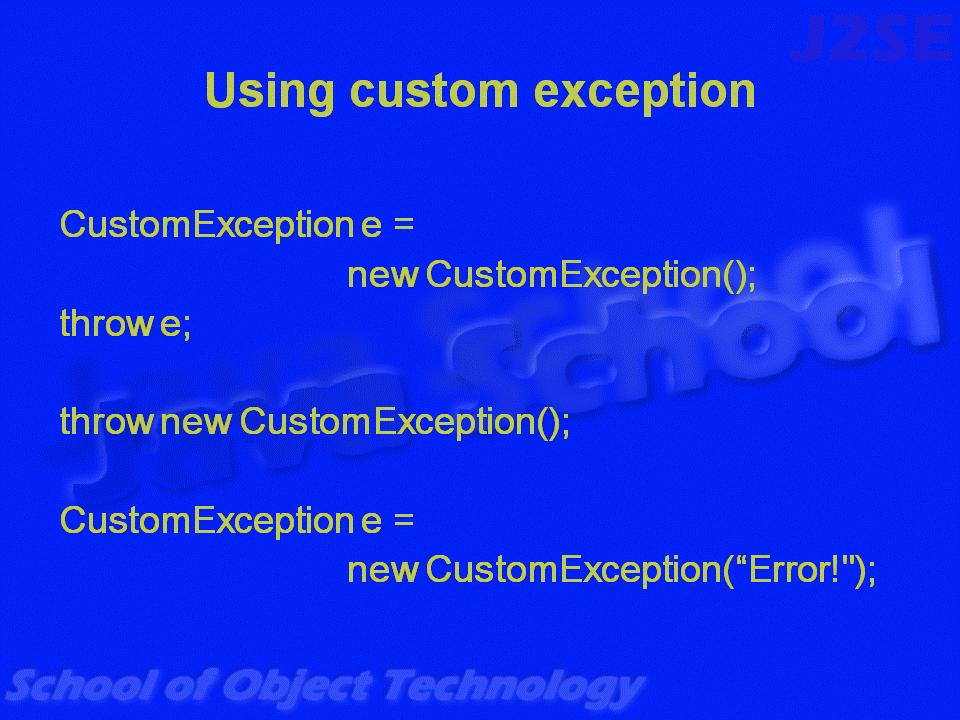 J2SE
Using custom exception
CustomException e =
new CustomException();
throw e;
Java School
throw new CustomException();
CustomException e =
new CustomException(“Error!");
School of Object Technology